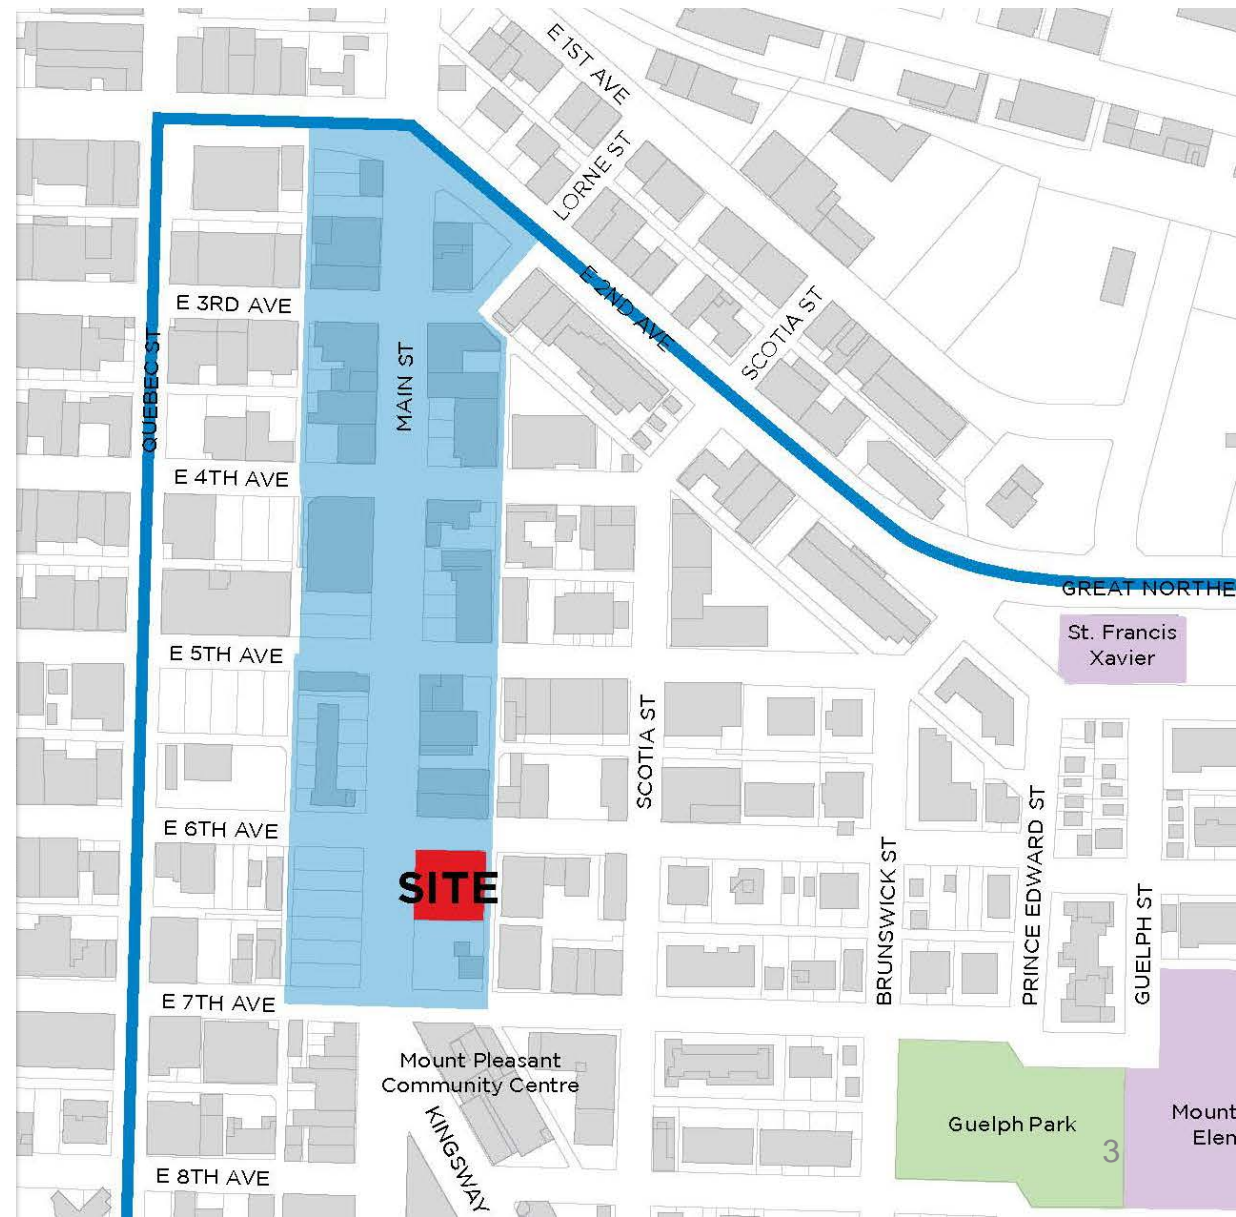 E 1ST AVE
LORNE ST
E 2ND AVE
E 3RD AVE
SCOTIA ST
QUEBEC ST
MAIN ST
E 4TH AVE
GREAT NORTHE
St. Francis
Xavier
E 5TH AVE
SCOTIA ST
E 6TH AVE
SITE
BRUNSWICK ST
PRINCE EDWARD ST
GUELPH ST
E 7TH AVE
Mount Pleasant
Community Centre
KINGSWAY
Guelph Park
Mount
Elem
3
E 8TH AVE